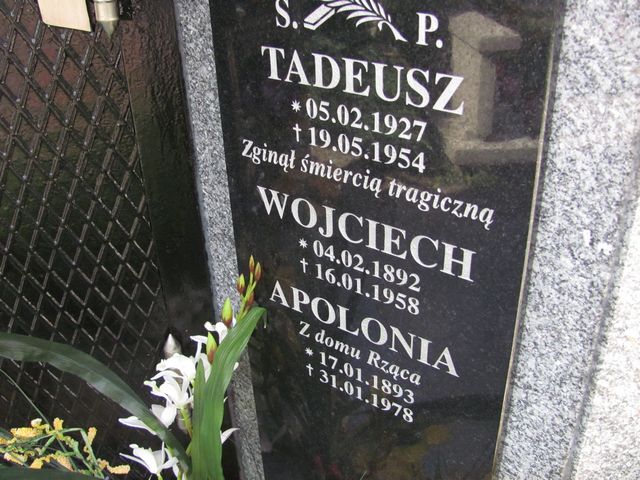 Ś. P.
TADEUSZ
* 05.02.1927
† 19.05.1954
Zginął śmiercią tragiczną
WOJCIECH
* 04.02.1892
† 16.01.1958
APOLONIA
Z domu Rząca
* 17.01.1893
† 31.01.1978